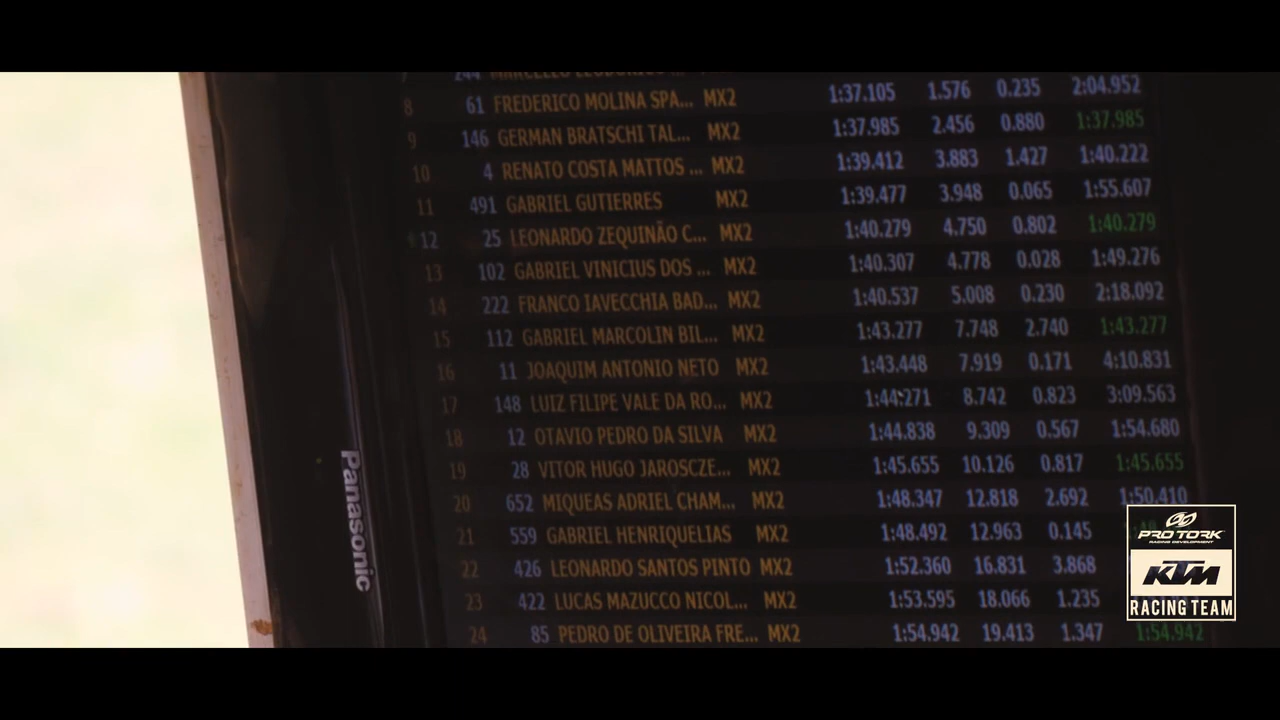 244 MARCELLO LEODORICO ... MX2
8 61 FREDERICO MOLINA SPA... MX2 1:37.105 1.576 0.235 2:04.952
9 146 GERMAN BRATSCHI TAL... MX2 1:37.985 2.456 0.880 1:37.985
10 4 RENATO COSTA MATTOS ... MX2 1:39.412 3.883 1.427 1:40.222
11 491 GABRIEL GUTIERRES MX2 1:39.477 3.948 0.065 1:55.607
12 25 LEONARDO ZEQUINÃO C... MX2 1:40.279 4.750 0.802 1:40.279
13 102 GABRIEL VINICIUS DOS ... MX2 1:40.307 4.778 0.028 1:49.276
14 222 FRANCO IAVECCHIA BAD... MX2 1:40.537 5.008 0.230 2:18.092
15 112 GABRIEL MARCOLIN BIL... MX2 1:43.277 7.748 2.740 1:43.277
16 11 JOAQUIM ANTONIO NETO MX2 1:43.448 7.919 0.171 4:10.831
17 148 LUIZ FILIPE VALE DA RO... MX2 1:44.271 8.742 0.823 3:09.563
18 12 OTAVIO PEDRO DA SILVA MX2 1:44.838 9.309 0.567 1:54.680
19 28 VITOR HUGO JAROSCZE... MX2 1:45.655 10.126 0.817 1:45.655
20 652 MIQUEAS ADRIEL CHAM... MX2 1:48.347 12.818 2.692 1:50.410
21 559 GABRIEL HENRIQUELIAS MX2 1:48.492 12.963 0.145
22 426 LEONARDO SANTOS PINTO MX2 1:52.360 16.831 3.868
23 422 LUCAS MAZUCCO NICOL... MX2 1:53.595 18.066 1.235
24 85 PEDRO DE OLIVEIRA FRE... MX2 1:54.942 19.413 1.347 1:54.942
Panasonic
PRO TORK
RACING DEVELOPMENT
KTM
RACING TEAM